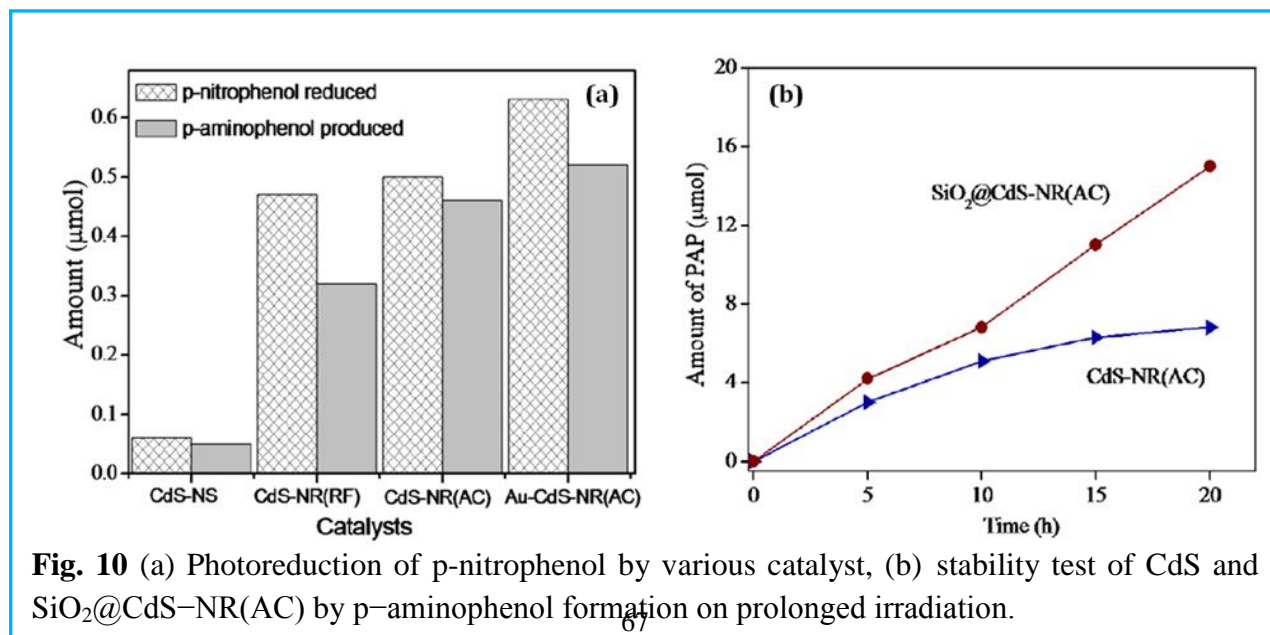 (a)
p-nitrophenol reduced
p-aminophenol produced
0.6
0.5
0.4
0.3
0.2
0.1
0.0
Amount (μmol)
CdS-NS CdS-NR(RF) CdS-NR(AC) Au-CdS-NR(AC)
Catalysts
(b)
20
16
12
8
4
0
Amount of PAP (μmol)
SiO₂@CdS-NR(AC)
CdS-NR(AC)
0 5 10 15 20
Time (h)
Fig. 10 (a) Photoreduction of p-nitrophenol by various catalyst, (b) stability test of CdS and
SiO₂@CdS−NR(AC) by p−aminophenol formation on prolonged irradiation.
67